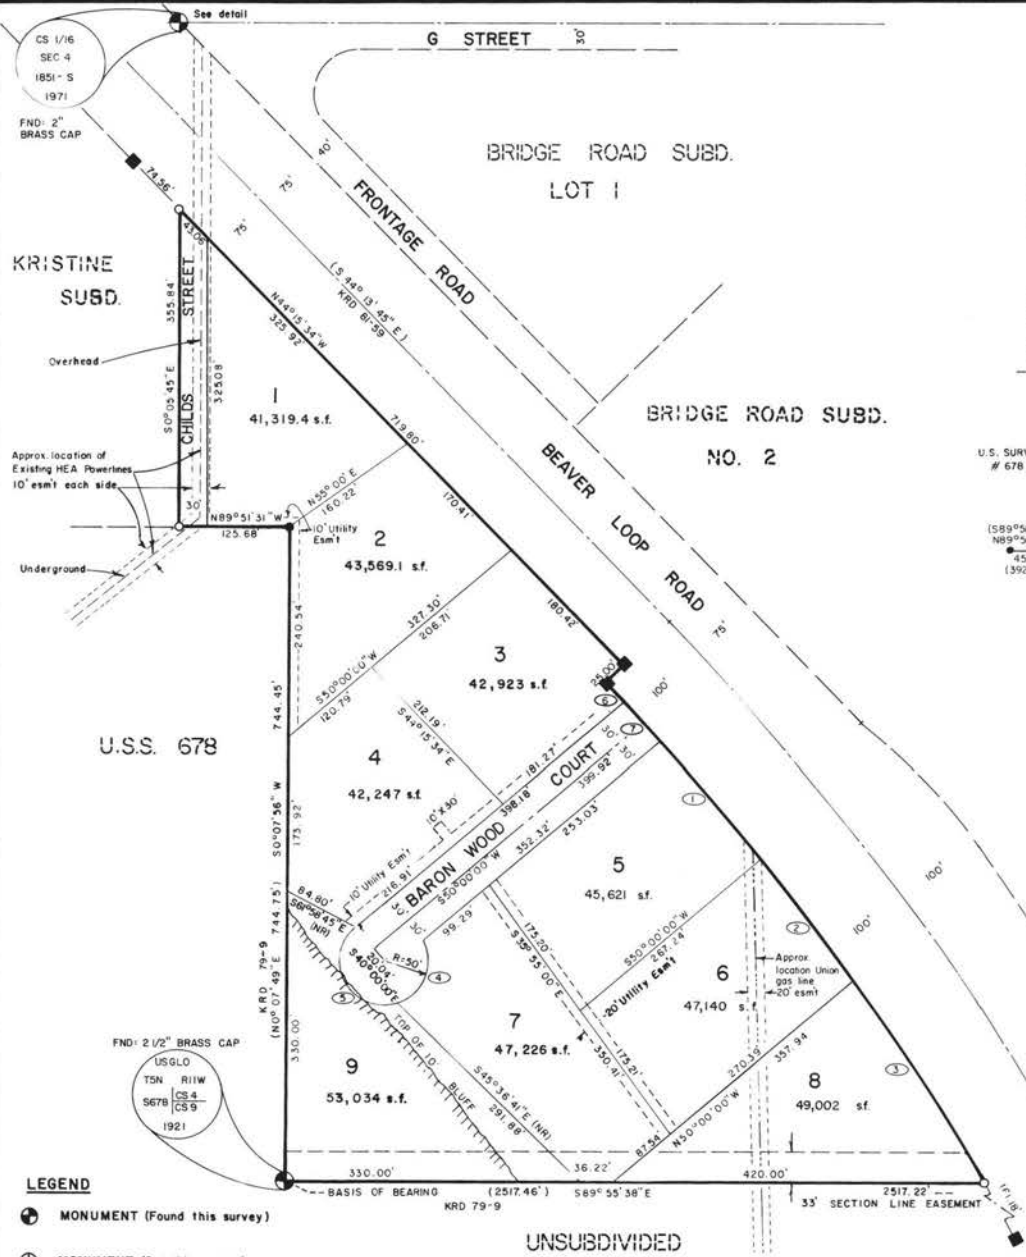 See detail
CS 1/16
SEC 4
1851-S
1971
FND: 2"
BRASS CAP
G STREET 30'
BRIDGE ROAD SUBD.
LOT 1
40'
75'
75'
74.56'
43.06'
FRONTAGE ROAD
(S 44° 13' 45" E)
KRD 81-59
KRISTINE
SUBD.
355.84'
S0°05'45"E
CHILDS STREET
325.08
Overhead
N44°15'34"W
325.92'
1
41,319.4 s.f.
719.80'
BRIDGE ROAD SUBD.
NO. 2
BEAVER LOOP ROAD
75'
Approx. location of
Existing HEA Powerlines
10' esm't each side
30'
N89°51'31"W
125.68'
N55°00'E
160.22'
10' Utility
Esm't
Underground
170.41'
2
43,569.1 s.f.
240.54
327.30'
206.71'
S50°00'00"W
120.79'
180.42'
3
42,923 s.f.
25.00'
100'
U.S.S. 678
744.45'
S0°07'56" W
173.92'
212.19'
S44°15'34"E
4
42,247 s.f.
6
7
181.27'
10' X 30'
398.18'
BARON WOOD COURT
30' 30'
399.92'
352.32'
253.03'
S50°00'00"W
10' Utility Esm't
216.91'
30' 30'
99.29'
1
5
45,621 s.f.
84.80'
S61°58'45"E
(NR)
20.04'
S40°00'00"E
R=50'
4
5
175.20'
S35°55'00"E
S50°00'00"W
267.24'
20' Utility Esm't
2
100'
100'
Approx.
location Union
gas line
20' esm't
6
47,140 s.f.
KRD 79-9
(N0°07'49"E 744.75')
330.00'
FND: 2 1/2" BRASS CAP
USGLO
T5N R11W
S678 CS 4
CS 9
1921
TOP OF 10' BLUFF
7
47,226 s.f.
350.41'
175.21'
270.39'
357.94
N50°00'00"W
87.54'
3
9
53,034 s.f.
S45°36'41"E (NR)
291.88'
8
49,002 sf.
330.00'
36.22'
420.00'
BASIS OF BEARING
(2517.46')
S89°55'38"E
2517.22'
KRD 79-9
33' SECTION LINE EASEMENT
U.S. SURV
# 678
LEGEND
MONUMENT (Found this survey)
UNSUBDIVIDED